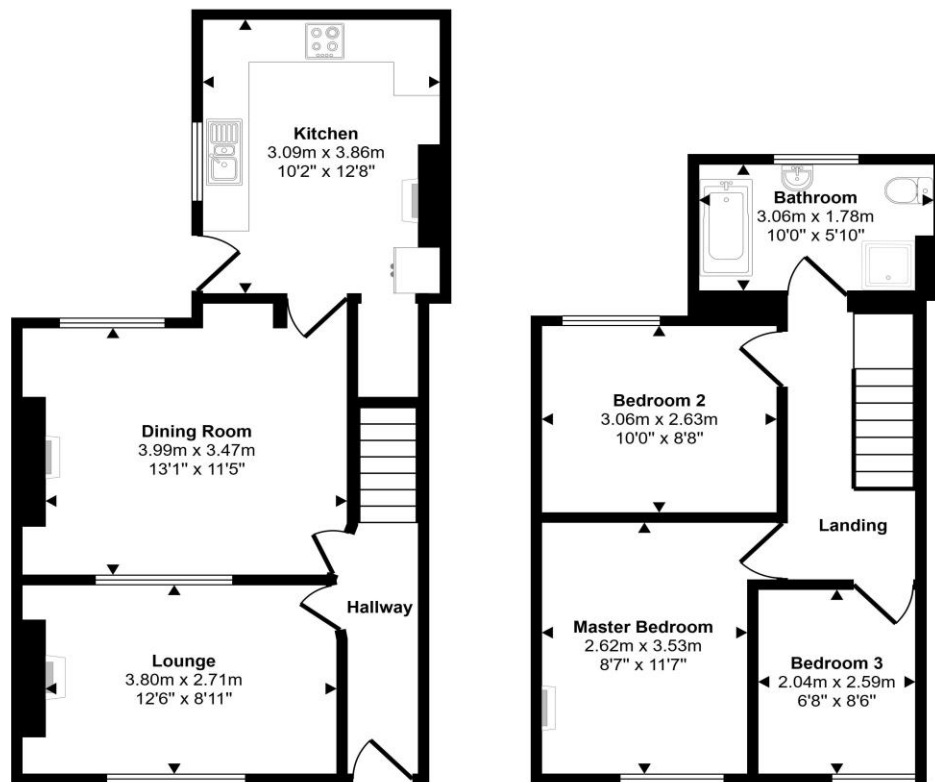 Kitchen
3.09m x 3.86m
10'2" x 12'8"
Dining Room
3.99m x 3.47m
13'1" x 11'5"
Hallway
Lounge
3.80m x 2.71m
12'6" x 8'11"
Bathroom
3.06m x 1.78m
10'0" x 5'10"
Bedroom 2
3.06m x 2.63m
10'0" x 8'8"
Landing
Master Bedroom
2.62m x 3.53m
8'7" x 11'7"
Bedroom 3
2.04m x 2.59m
6'8" x 8'6"